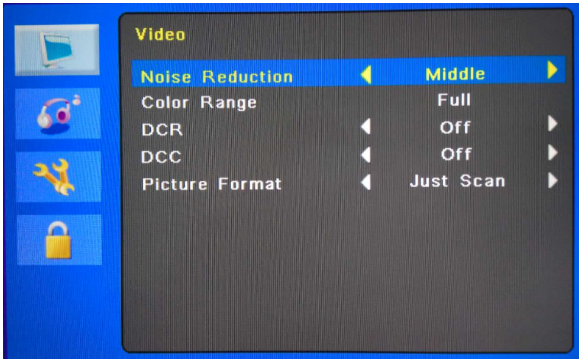 Video
Noise Reduction Middle
Color Range Full
DCR Off
DCC Off
Picture Format Just Scan